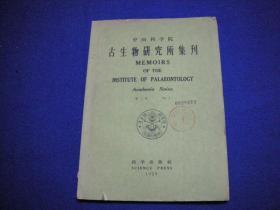 中国科学院
古生物研究所集刊
MEMOIRS
OF THE
INSTITUTE OF PALAEONTOLOGY
Academia Sinica
科学出版社
SCIENCE PRESS